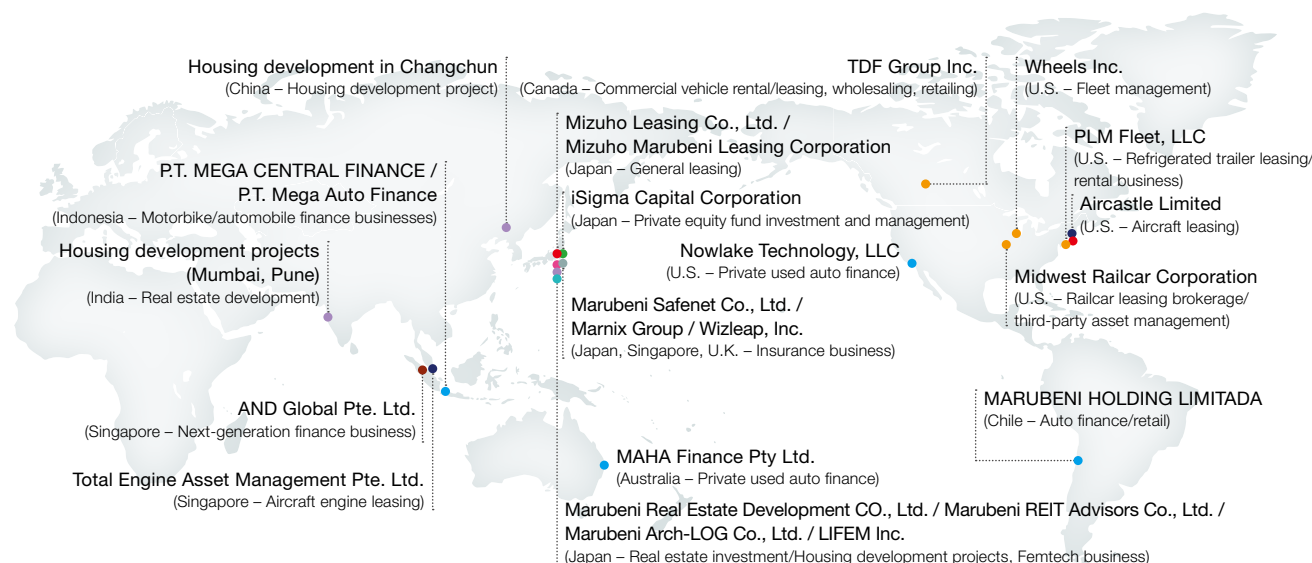 Housing development in Changchun
(China – Housing development project)
TDF Group Inc.
(Canada – Commercial vehicle rental/leasing, wholesaling, retailing)
Wheels Inc.
(U.S. – Fleet management)
Mizuho Leasing Co., Ltd. /
Mizuho Marubeni Leasing Corporation
(Japan – General leasing)
PLM Fleet, LLC
(U.S. – Refrigerated trailer leasing/
rental business)
P.T. MEGA CENTRAL FINANCE /
P.T. Mega Auto Finance
(Indonesia – Motorbike/automobile finance businesses)
iSigma Capital Corporation
(Japan – Private equity fund investment and management)
Aircastle Limited
(U.S. – Aircraft leasing)
Housing development projects
(Mumbai, Pune)
(India – Real estate development)
Nowlake Technology, LLC
(U.S. – Private used auto finance)
Midwest Railcar Corporation
(U.S. – Railcar leasing brokerage/
third-party asset management)
Marubeni Safenet Co., Ltd. /
Marnix Group / Wizleap, Inc.
(Japan, Singapore, U.K. – Insurance business)
AND Global Pte. Ltd.
(Singapore – Next-generation finance business)
MARUBENI HOLDING LIMITADA
(Chile – Auto finance/retail)
MAHA Finance Pty Ltd.
(Australia – Private used auto finance)
Total Engine Asset Management Pte. Ltd.
(Singapore – Aircraft engine leasing)
Marubeni Real Estate Development CO., Ltd. / Marubeni REIT Advisors Co., Ltd. /
Marubeni Arch-LOG Co., Ltd. / LIFEM Inc.
(Japan – Real estate investment/Housing development projects, Femtech business)